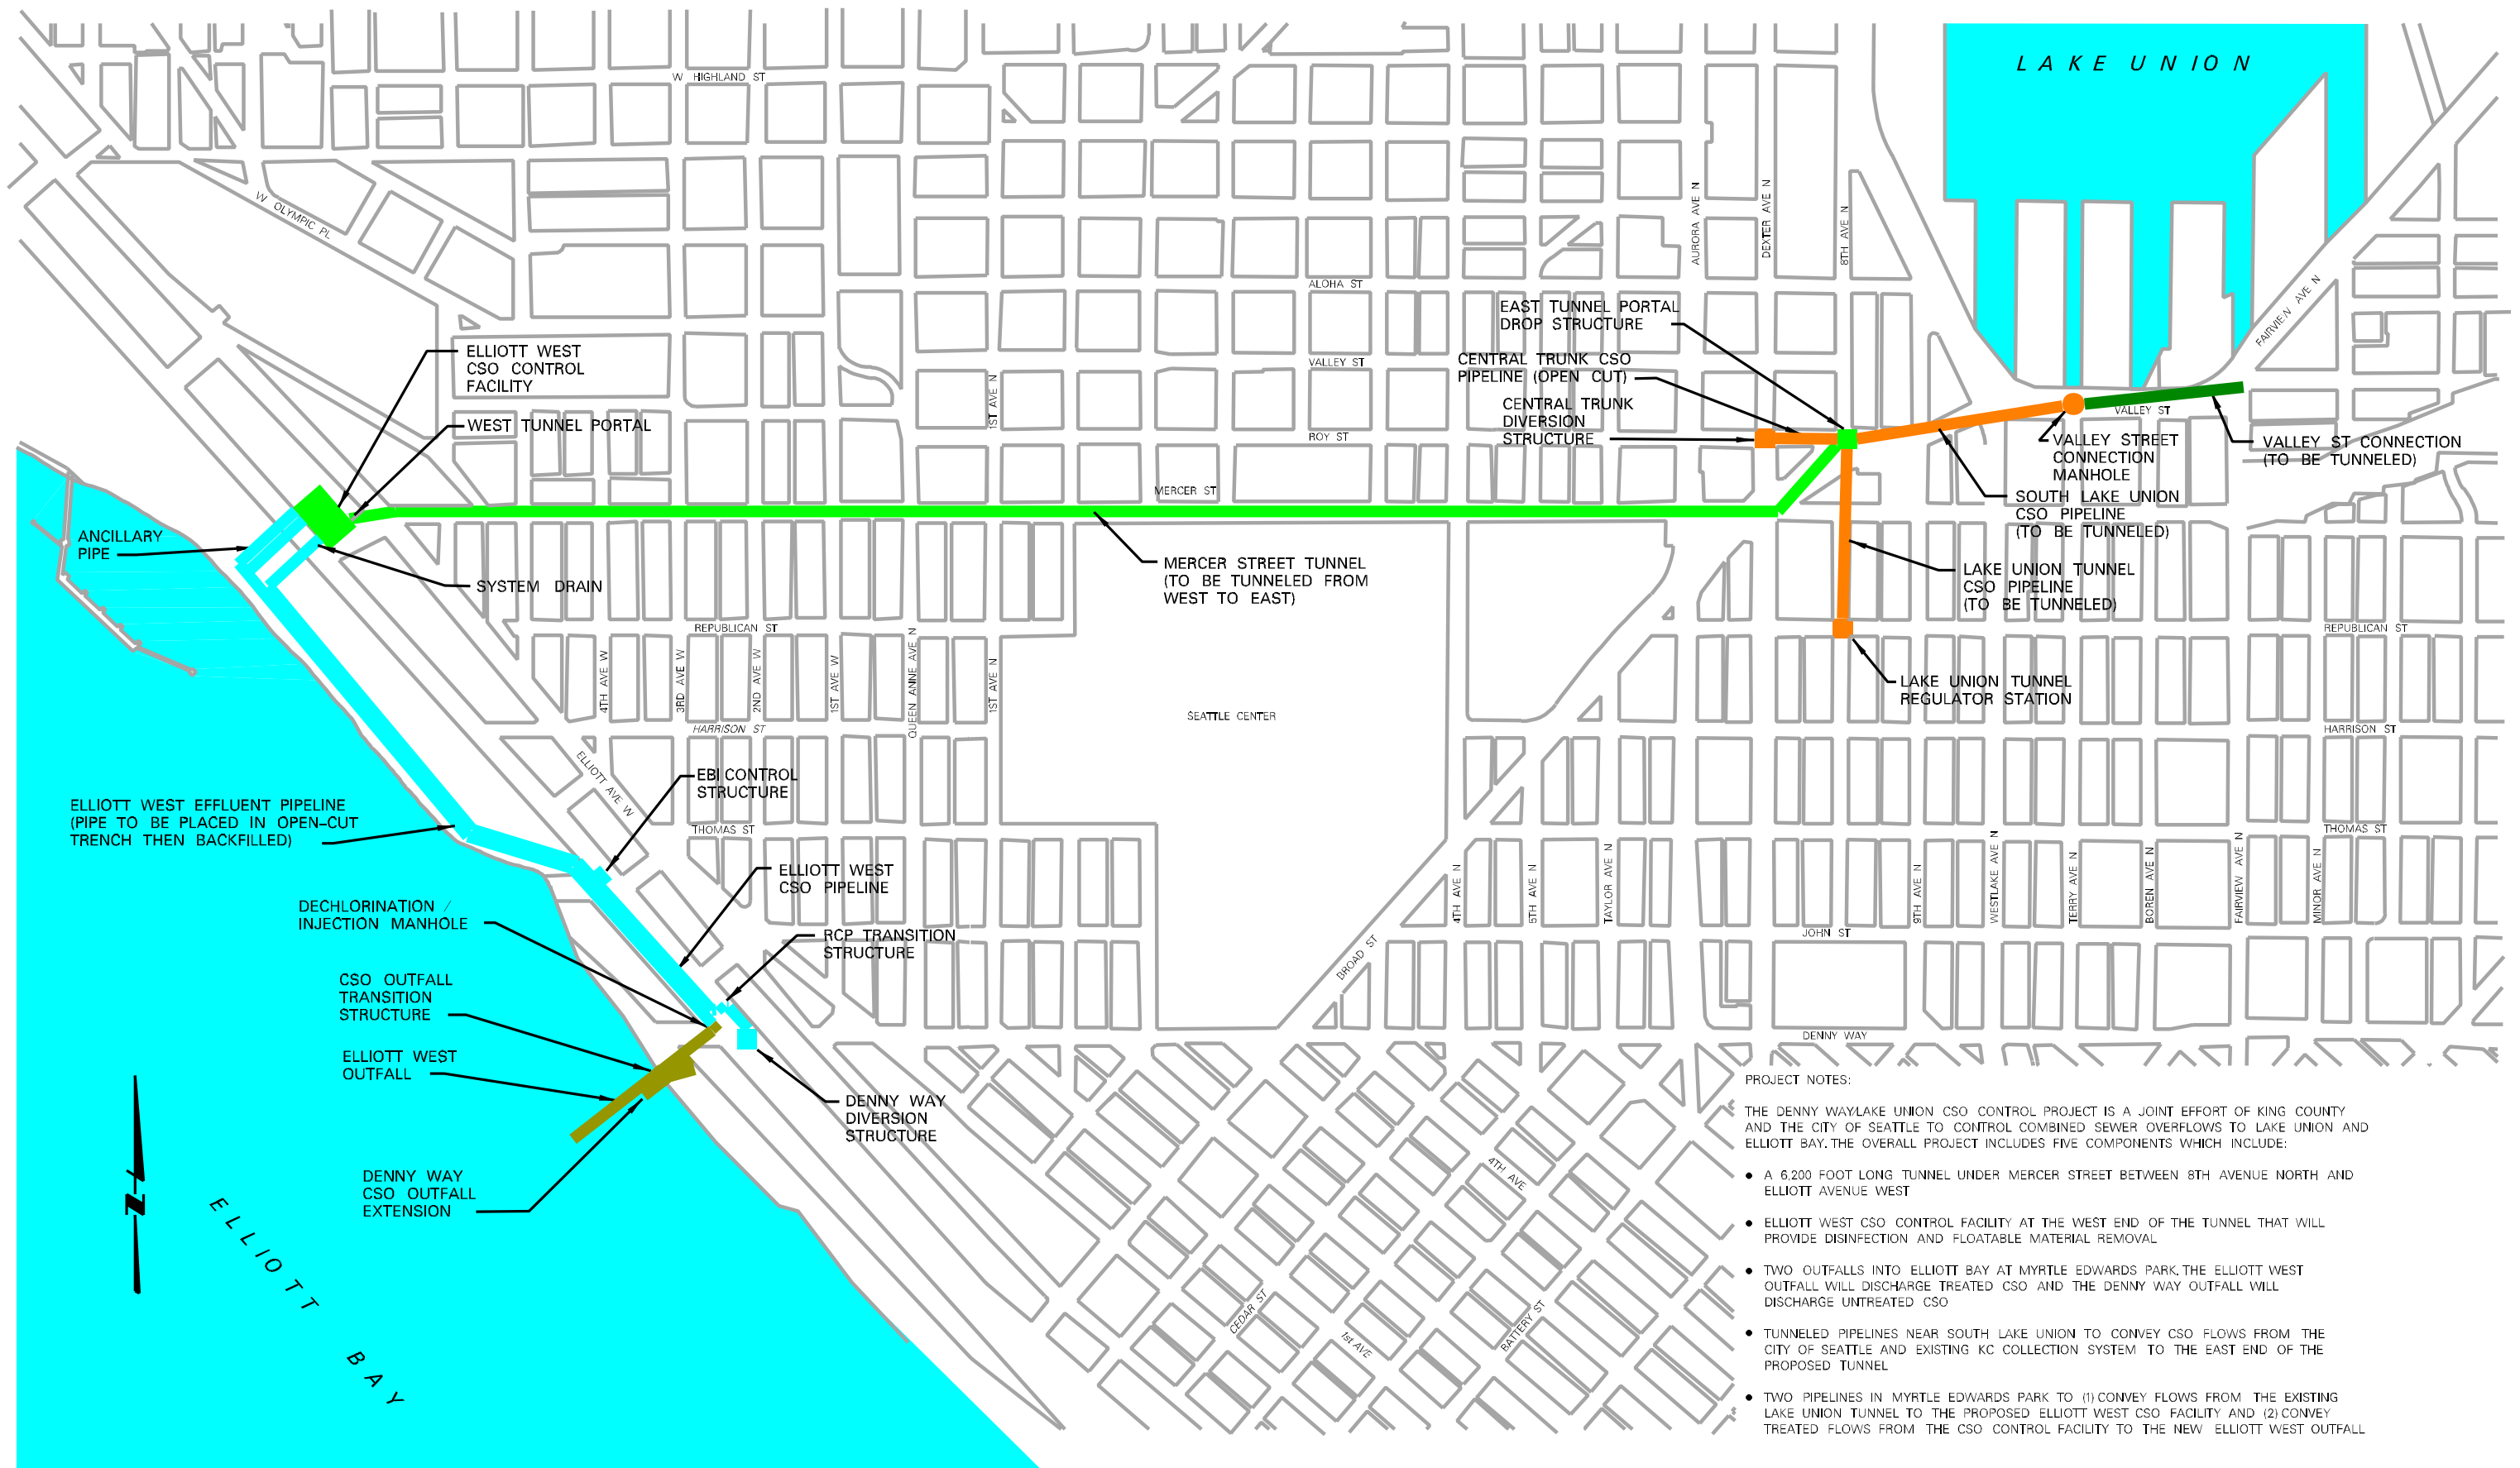 LAKE UNION
W HIGHLAND ST
W OLYMPIC PL
AURORA AVE N
DEXTER AVE N
8TH AVE N
ALOHA ST
FAIRVIEW AVE N
EAST TUNNEL PORTAL
DROP STRUCTURE
ELLIOTT WEST
CSO CONTROL
FACILITY
VALLEY ST
CENTRAL TRUNK CSO
PIPELINE (OPEN CUT)
1ST AVE N
CENTRAL TRUNK
DIVERSION
STRUCTURE
VALLEY ST
WEST TUNNEL PORTAL
ROY ST
VALLEY STREET
CONNECTION
MANHOLE
VALLEY ST CONNECTION
(TO BE TUNNELED)
MERCER ST
SOUTH LAKE UNION
CSO PIPELINE
(TO BE TUNNELED)
ANCILLARY
PIPE
SYSTEM DRAIN
MERCER STREET TUNNEL
(TO BE TUNNELED FROM
WEST TO EAST)
LAKE UNION TUNNEL
CSO PIPELINE
(TO BE TUNNELED)
REPUBLICAN ST
REPUBLICAN ST
4TH AVE W
3RD AVE W
2ND AVE W
1ST AVE W
QUEEN ANNE AVE N
1ST AVE N
LAKE UNION TUNNEL
REGULATOR STATION
SEATTLE CENTER
HARRISON ST
HARRISON ST
ELLIOTT AVE W
EBI CONTROL
STRUCTURE
ELLIOTT WEST EFFLUENT PIPELINE
(PIPE TO BE PLACED IN OPEN-CUT
TRENCH THEN BACKFILLED)
THOMAS ST
THOMAS ST
ELLIOTT WEST
CSO PIPELINE
4TH AVE N
5TH AVE N
TAYLOR AVE N
9TH AVE N
WESTLAKE AVE N
TERRY AVE N
BOREN AVE N
FAIRVIEW AVE N
MINOR AVE N
DECHLORINATION /
INJECTION MANHOLE
RCP TRANSITION
STRUCTURE
JOHN ST
BROAD ST
CSO OUTFALL
TRANSITION
STRUCTURE
DENNY WAY
ELLIOTT WEST
OUTFALL
DENNY WAY
DIVERSION
STRUCTURE
DENNY WAY
CSO OUTFALL
EXTENSION
N
ELLIOTT BAY
4TH AVE
CEDAR ST
1st AVE
BATTERY ST
PROJECT NOTES:
THE DENNY WAY/LAKE UNION CSO CONTROL PROJECT IS A JOINT EFFORT OF KING COUNTY
AND THE CITY OF SEATTLE TO CONTROL COMBINED SEWER OVERFLOWS TO LAKE UNION AND
ELLIOTT BAY. THE OVERALL PROJECT INCLUDES FIVE COMPONENTS WHICH INCLUDE:
● A 6,200 FOOT LONG TUNNEL UNDER MERCER STREET BETWEEN 8TH AVENUE NORTH AND
ELLIOTT AVENUE WEST
● ELLIOTT WEST CSO CONTROL FACILITY AT THE WEST END OF THE TUNNEL THAT WILL
PROVIDE DISINFECTION AND FLOATABLE MATERIAL REMOVAL
● TWO OUTFALLS INTO ELLIOTT BAY AT MYRTLE EDWARDS PARK. THE ELLIOTT WEST
OUTFALL WILL DISCHARGE TREATED CSO AND THE DENNY WAY OUTFALL WILL
DISCHARGE UNTREATED CSO
● TUNNELED PIPELINES NEAR SOUTH LAKE UNION TO CONVEY CSO FLOWS FROM THE
CITY OF SEATTLE AND EXISTING KC COLLECTION SYSTEM TO THE EAST END OF THE
PROPOSED TUNNEL
● TWO PIPELINES IN MYRTLE EDWARDS PARK TO (1) CONVEY FLOWS FROM THE EXISTING
LAKE UNION TUNNEL TO THE PROPOSED ELLIOTT WEST CSO FACILITY AND (2) CONVEY
TREATED FLOWS FROM THE CSO CONTROL FACILITY TO THE NEW ELLIOTT WEST OUTFALL